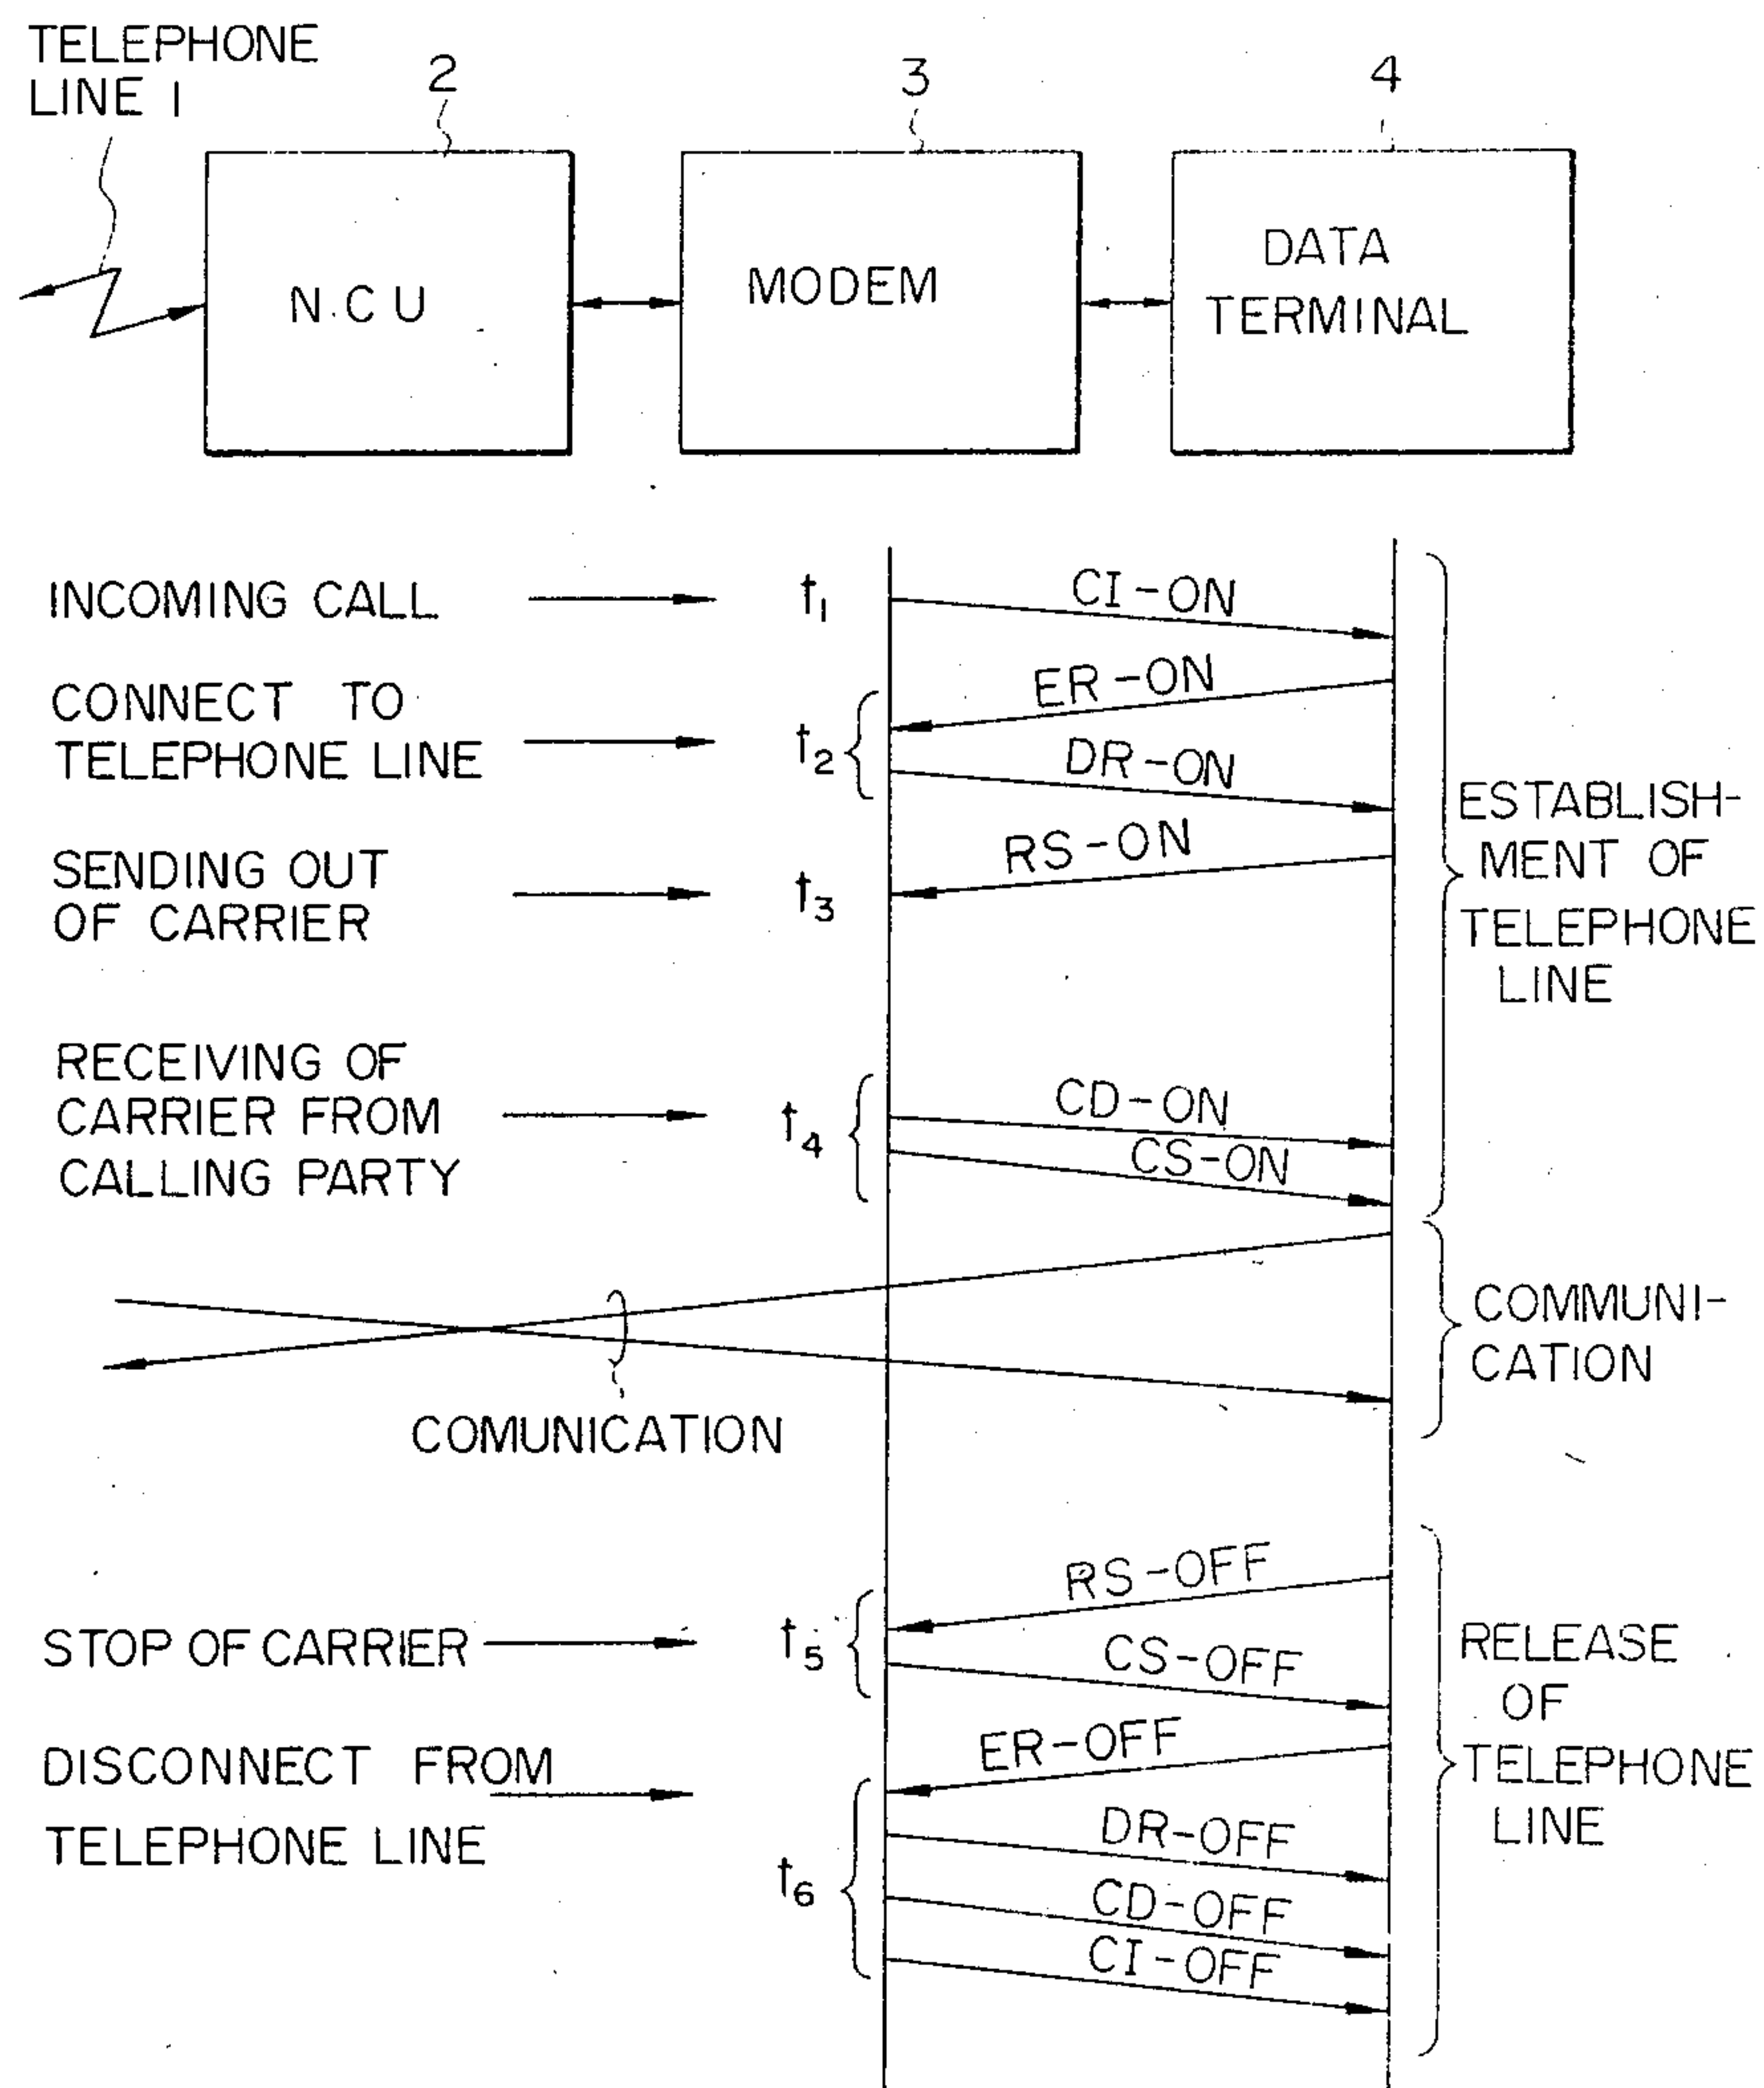 TELEPHONE
LINE 1
2
3
4
N.C U
MODEM
DATA
TERMINAL
INCOMING CALL
t1
CI-ON
CONNECT TO
TELEPHONE LINE
t2
ER-ON
DR-ON
SENDING OUT
OF CARRIER
t3
RS-ON
ESTABLISH-
MENT OF
TELEPHONE
LINE
RECEIVING OF
CARRIER FROM
CALLING PARTY
t4
CD-ON
CS-ON
COMUNICATION
COMMUNI-
CATION
STOP OF CARRIER
t5
RS-OFF
CS-OFF
DISCONNECT FROM
TELEPHONE LINE
t6
ER-OFF
DR-OFF
CD-OFF
CI-OFF
RELEASE
OF
TELEPHONE
LINE